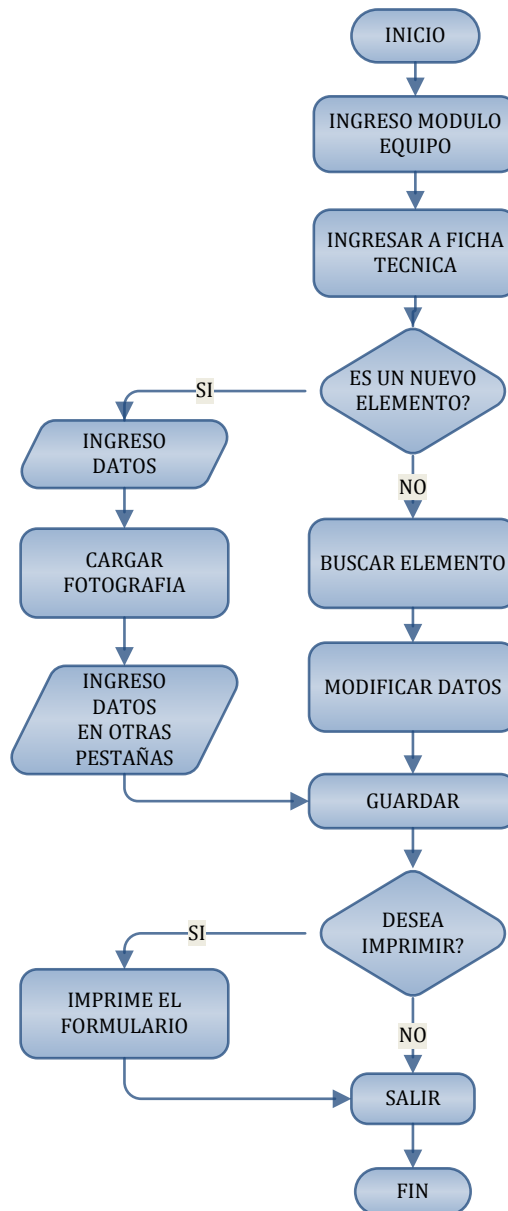 INICIO
INGRESO MODULO
EQUIPO
INGRESAR A FICHA
TECNICA
ES UN NUEVO
ELEMENTO?
SI
INGRESO
DATOS
CARGAR
FOTOGRAFIA
INGRESO
DATOS
EN OTRAS
PESTAÑAS
NO
BUSCAR ELEMENTO
MODIFICAR DATOS
GUARDAR
DESEA
IMPRIMIR?
SI
IMPRIME EL
FORMULARIO
NO
SALIR
FIN